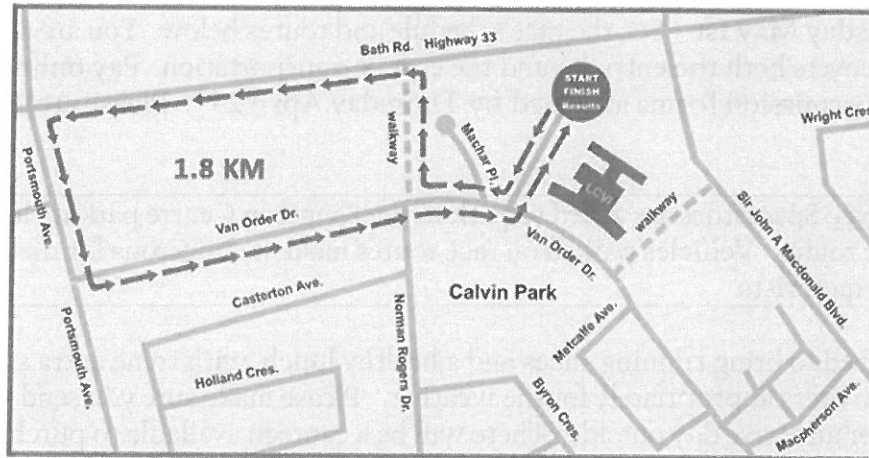 Bath Rd. Highway 33
START
FINISH
Results
Wright Cres.
walkway
Machar Pl.
Portsmouth Ave.
1.8 KM
LCVI
walkway
Sir John A Macdonald Blvd.
Van Order Dr.
Van Order Dr.
Casterton Ave.
Calvin Park
Portsmouth Ave.
Norman Rogers Dr.
Metcalfe Ave.
Holland Cres.
Byron Cres.
Macpherson Ave.